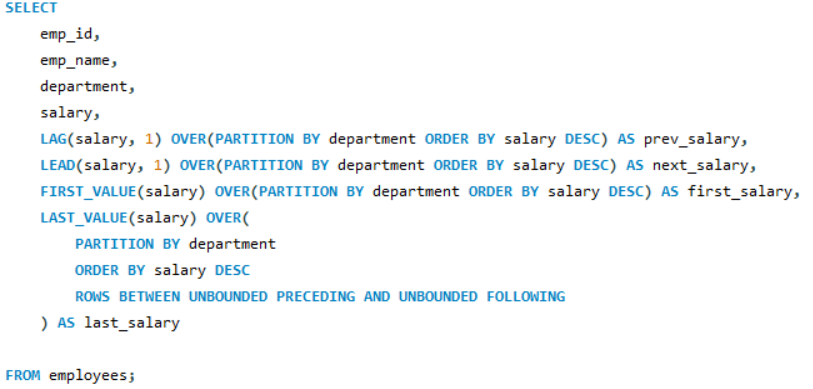 SELECT
    emp_id,
    emp_name,
    department,
    salary,
    LAG(salary, 1) OVER(PARTITION BY department ORDER BY salary DESC) AS prev_salary,
    LEAD(salary, 1) OVER(PARTITION BY department ORDER BY salary DESC) AS next_salary,
    FIRST_VALUE(salary) OVER(PARTITION BY department ORDER BY salary DESC) AS first_salary,
    LAST_VALUE(salary) OVER(
        PARTITION BY department
        ORDER BY salary DESC
        ROWS BETWEEN UNBOUNDED PRECEDING AND UNBOUNDED FOLLOWING
    ) AS last_salary
FROM employees;